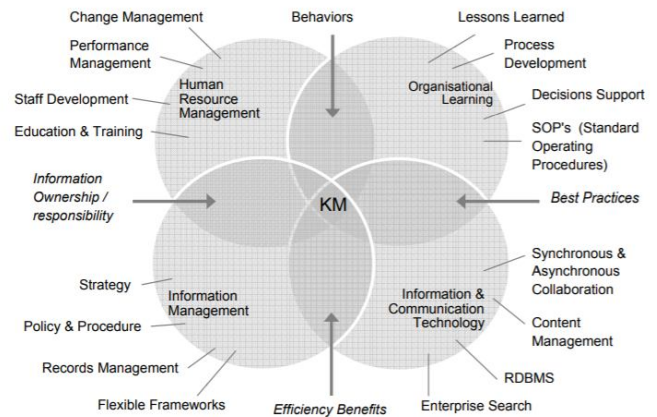 Change Management
Behaviors
Lessons Learned
Performance
Management
Process
Development
Human
Resource
Management
Organisational
Learning
Staff Development
Decisions Support
Education & Training
SOP's (Standard
Operating
Procedures)
Information
Ownership /
responsibility
KM
Best Practices
Strategy
Information
Management
Information &
Communication
Technology
Synchronous &
Asynchronous
Collaboration
Policy & Procedure
Content
Management
Records Management
RDBMS
Flexible Frameworks
Efficiency Benefits
Enterprise Search